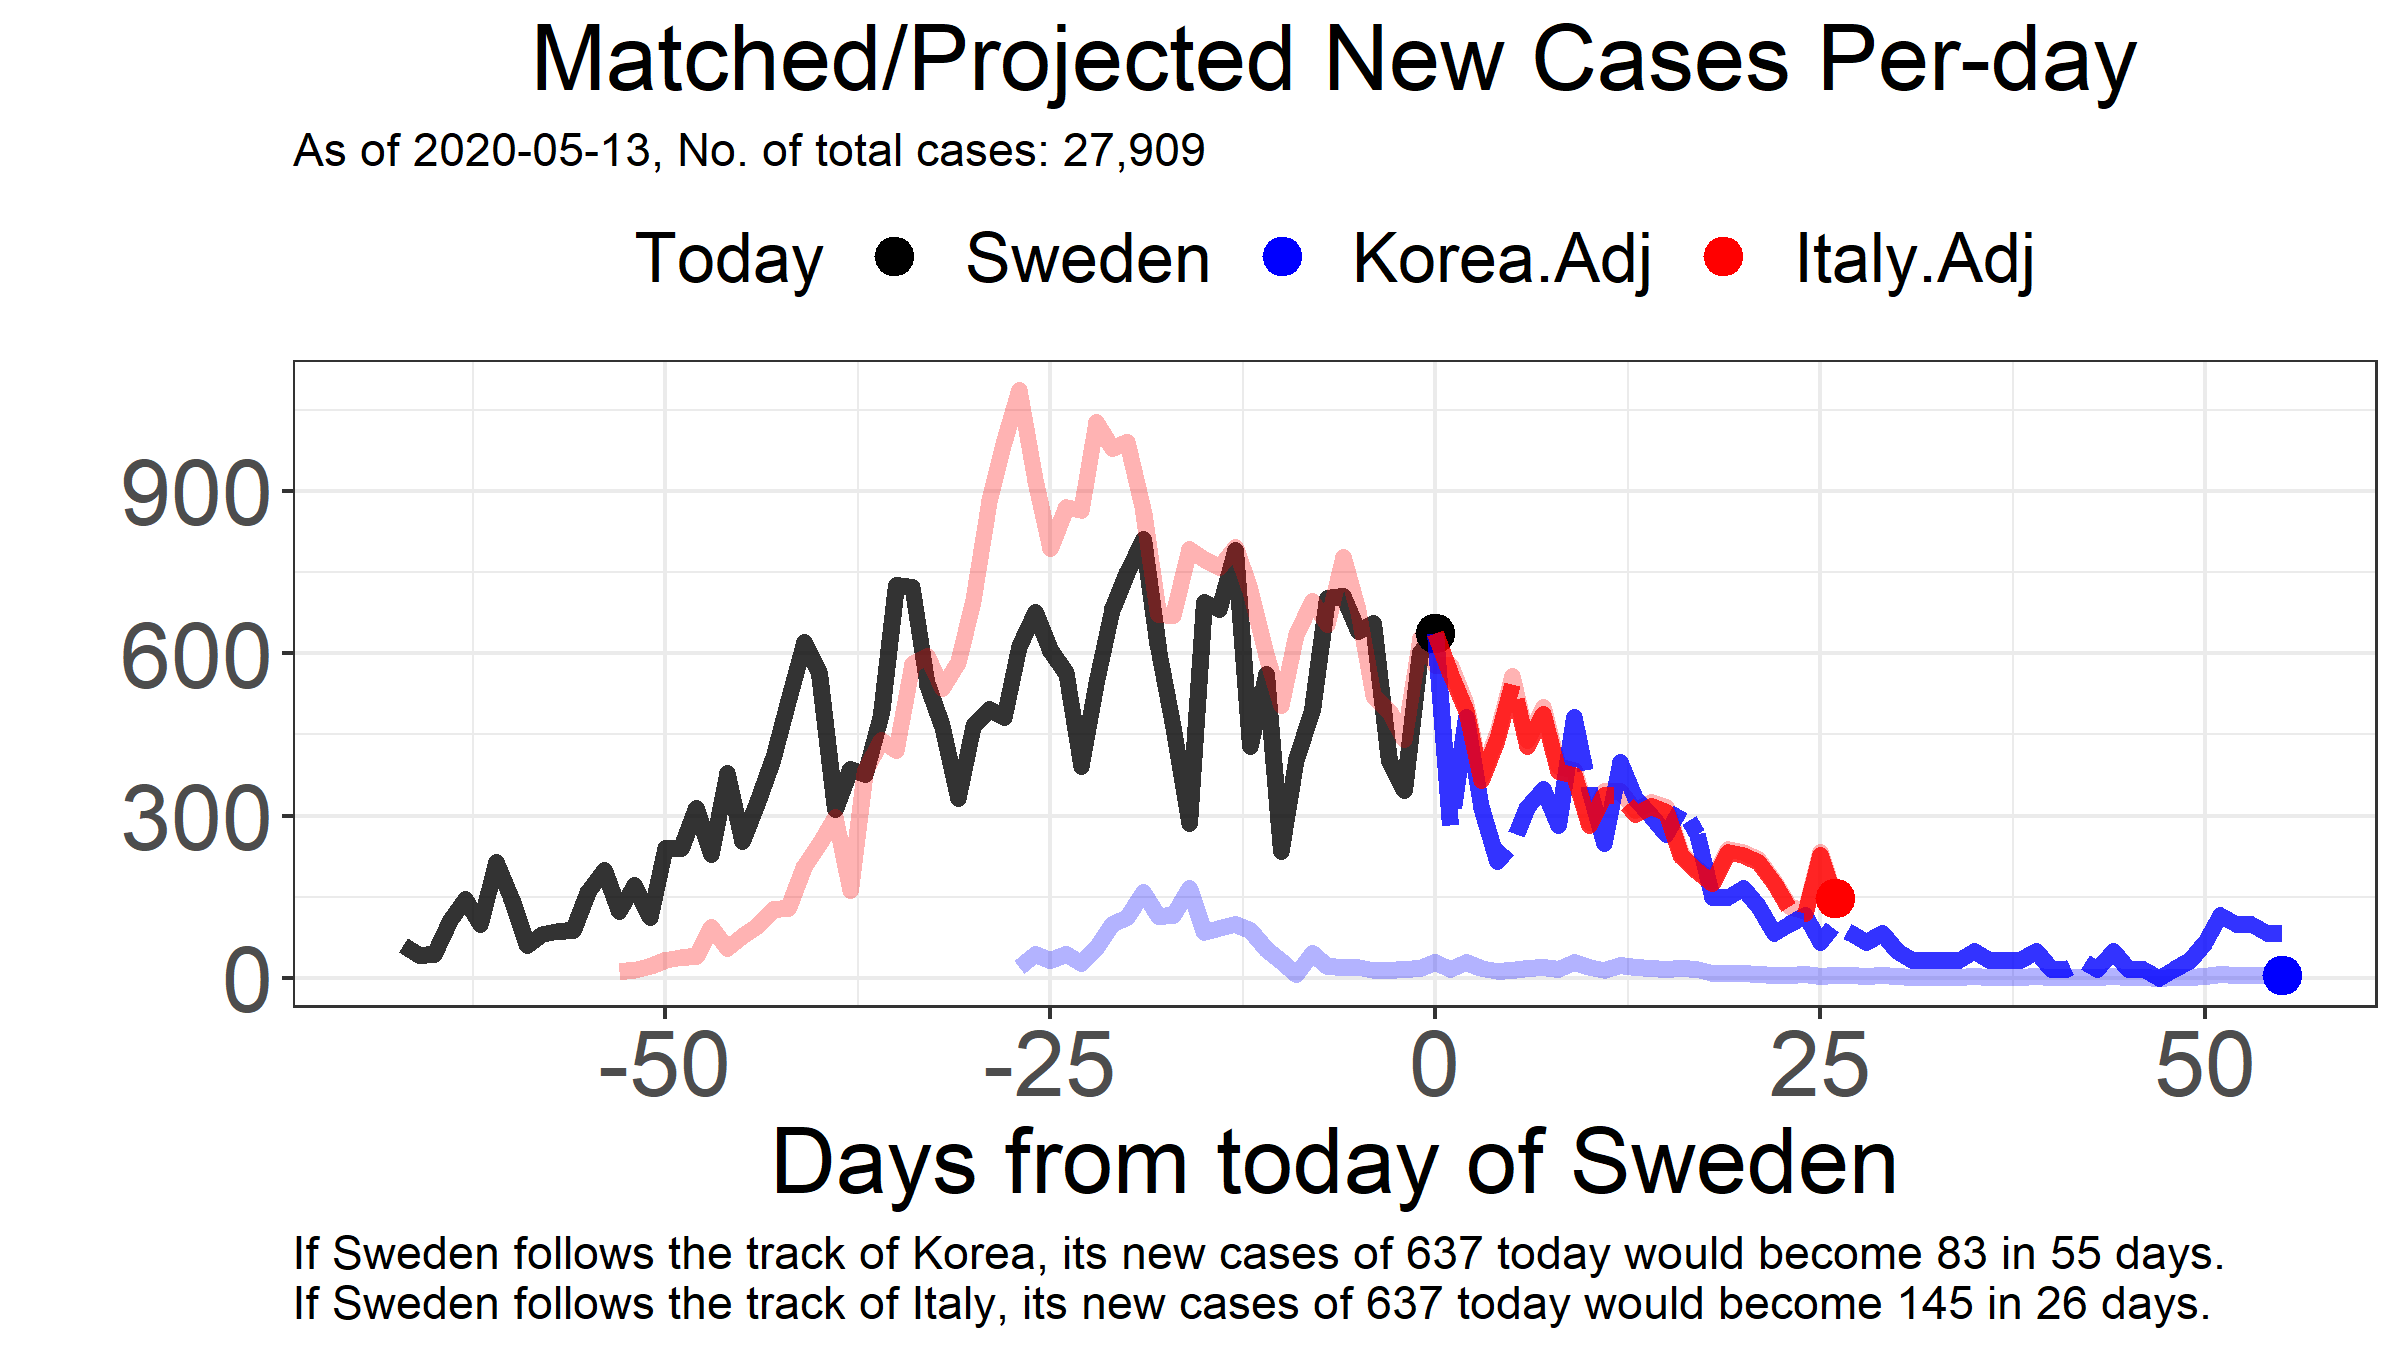 Matched/Projected New Cases Per-day
As of 2020-05-13, No. of total cases: 27,909
Today Sweden Korea.Adj Italy.Adj
900
600
300
0
-50 -25 0 25 50
Days from today of Sweden
If Sweden follows the track of Korea, its new cases of 637 today would become 83 in 55 days.
If Sweden follows the track of Italy, its new cases of 637 today would become 145 in 26 days.